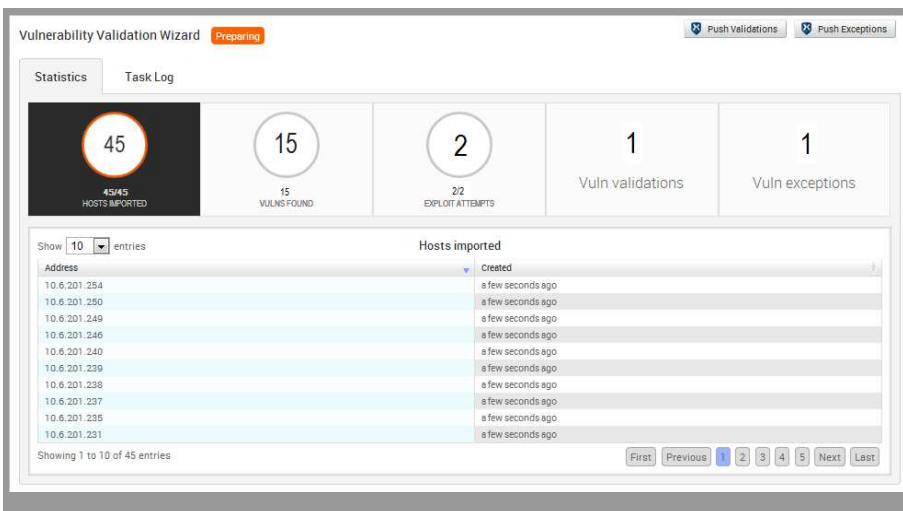 Vulnerability Validation Wizard Preparing Push Validations Push Exceptions
Statistics Task Log
45 15 2 1 1
45/45 15 2/2 Vuln validations Vuln exceptions
HOSTS IMPORTED VULNS FOUND EXPLOIT ATTEMPTS
Show 10 entries Hosts imported
Address Created
10.6.201.254 a few seconds ago
10.6.201.250 a few seconds ago
10.6.201.249 a few seconds ago
10.6.201.246 a few seconds ago
10.6.201.240 a few seconds ago
10.6.201.239 a few seconds ago
10.6.201.238 a few seconds ago
10.6.201.237 a few seconds ago
10.6.201.235 a few seconds ago
10.6.201.231 a few seconds ago
Showing 1 to 10 of 45 entries First Previous 1 2 3 4 5 Next Last